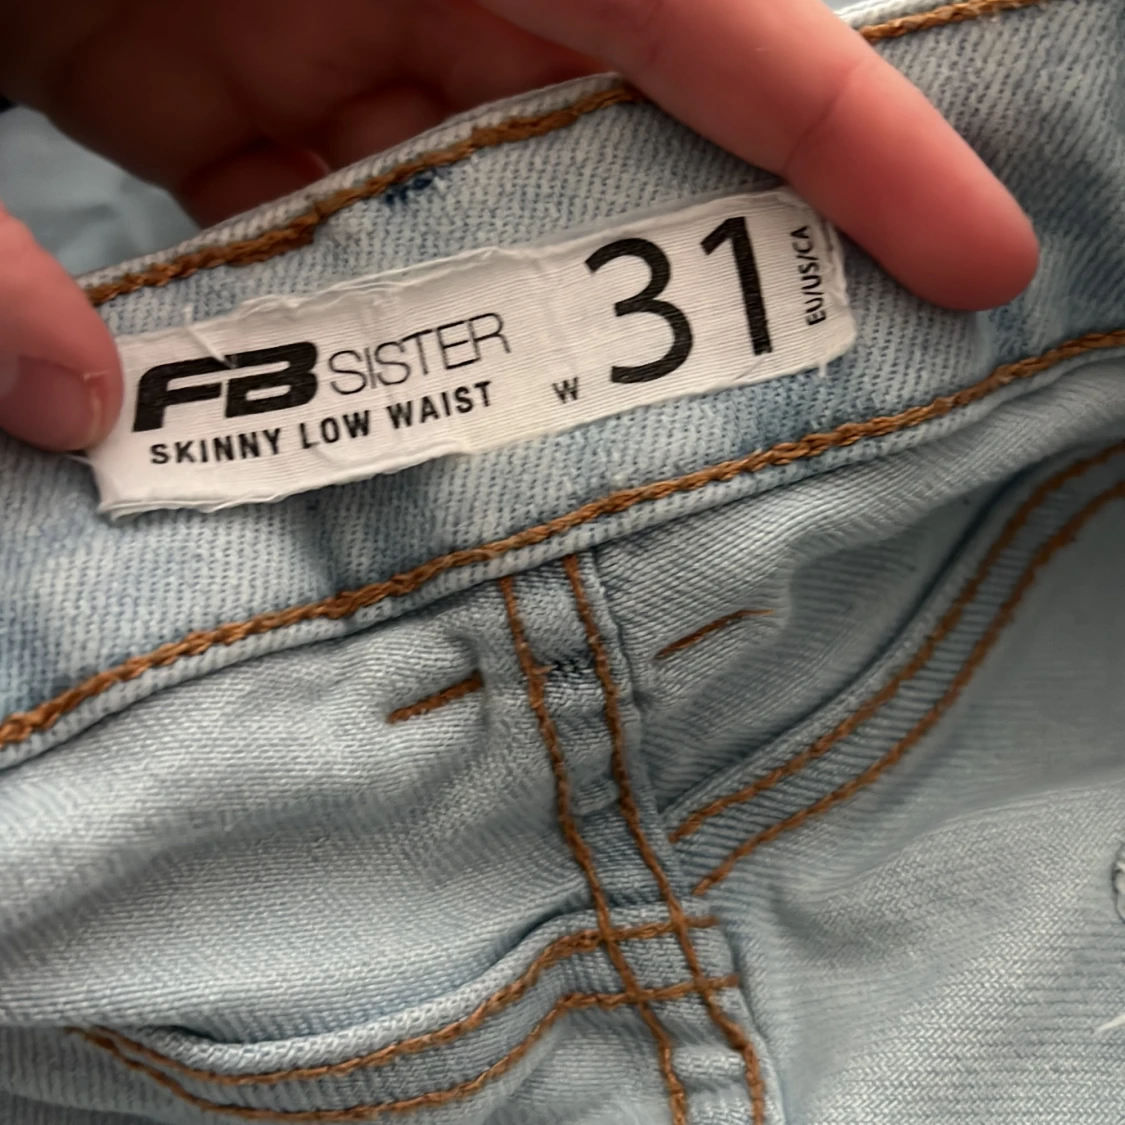 FB SISTER
SKINNY LOW WAIST
W 31
EU/US/CA